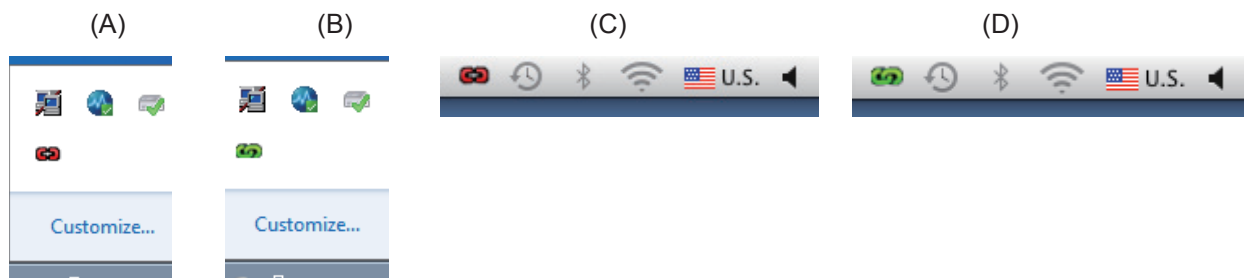 (A) (B) (C) (D)
U.S. U.S.
Customize... Customize...